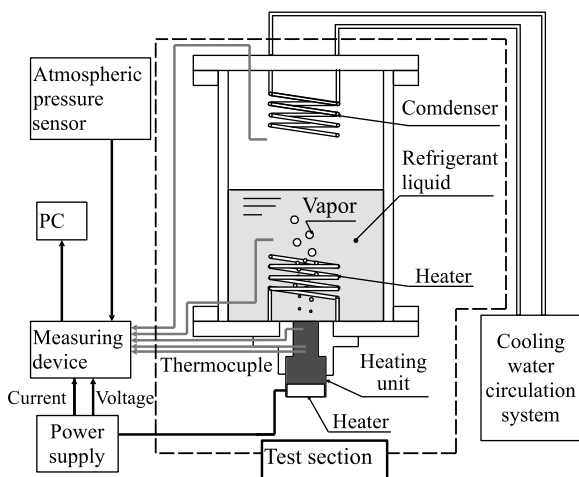 Atmospheric
pressure
sensor
Comdenser
Refrigerant
liquid
Vapor
PC
Heater
Measuring
device
Thermocuple
Heating
unit
Cooling
water
circulation
system
Current
Voltage
Heater
Power
supply
Test section